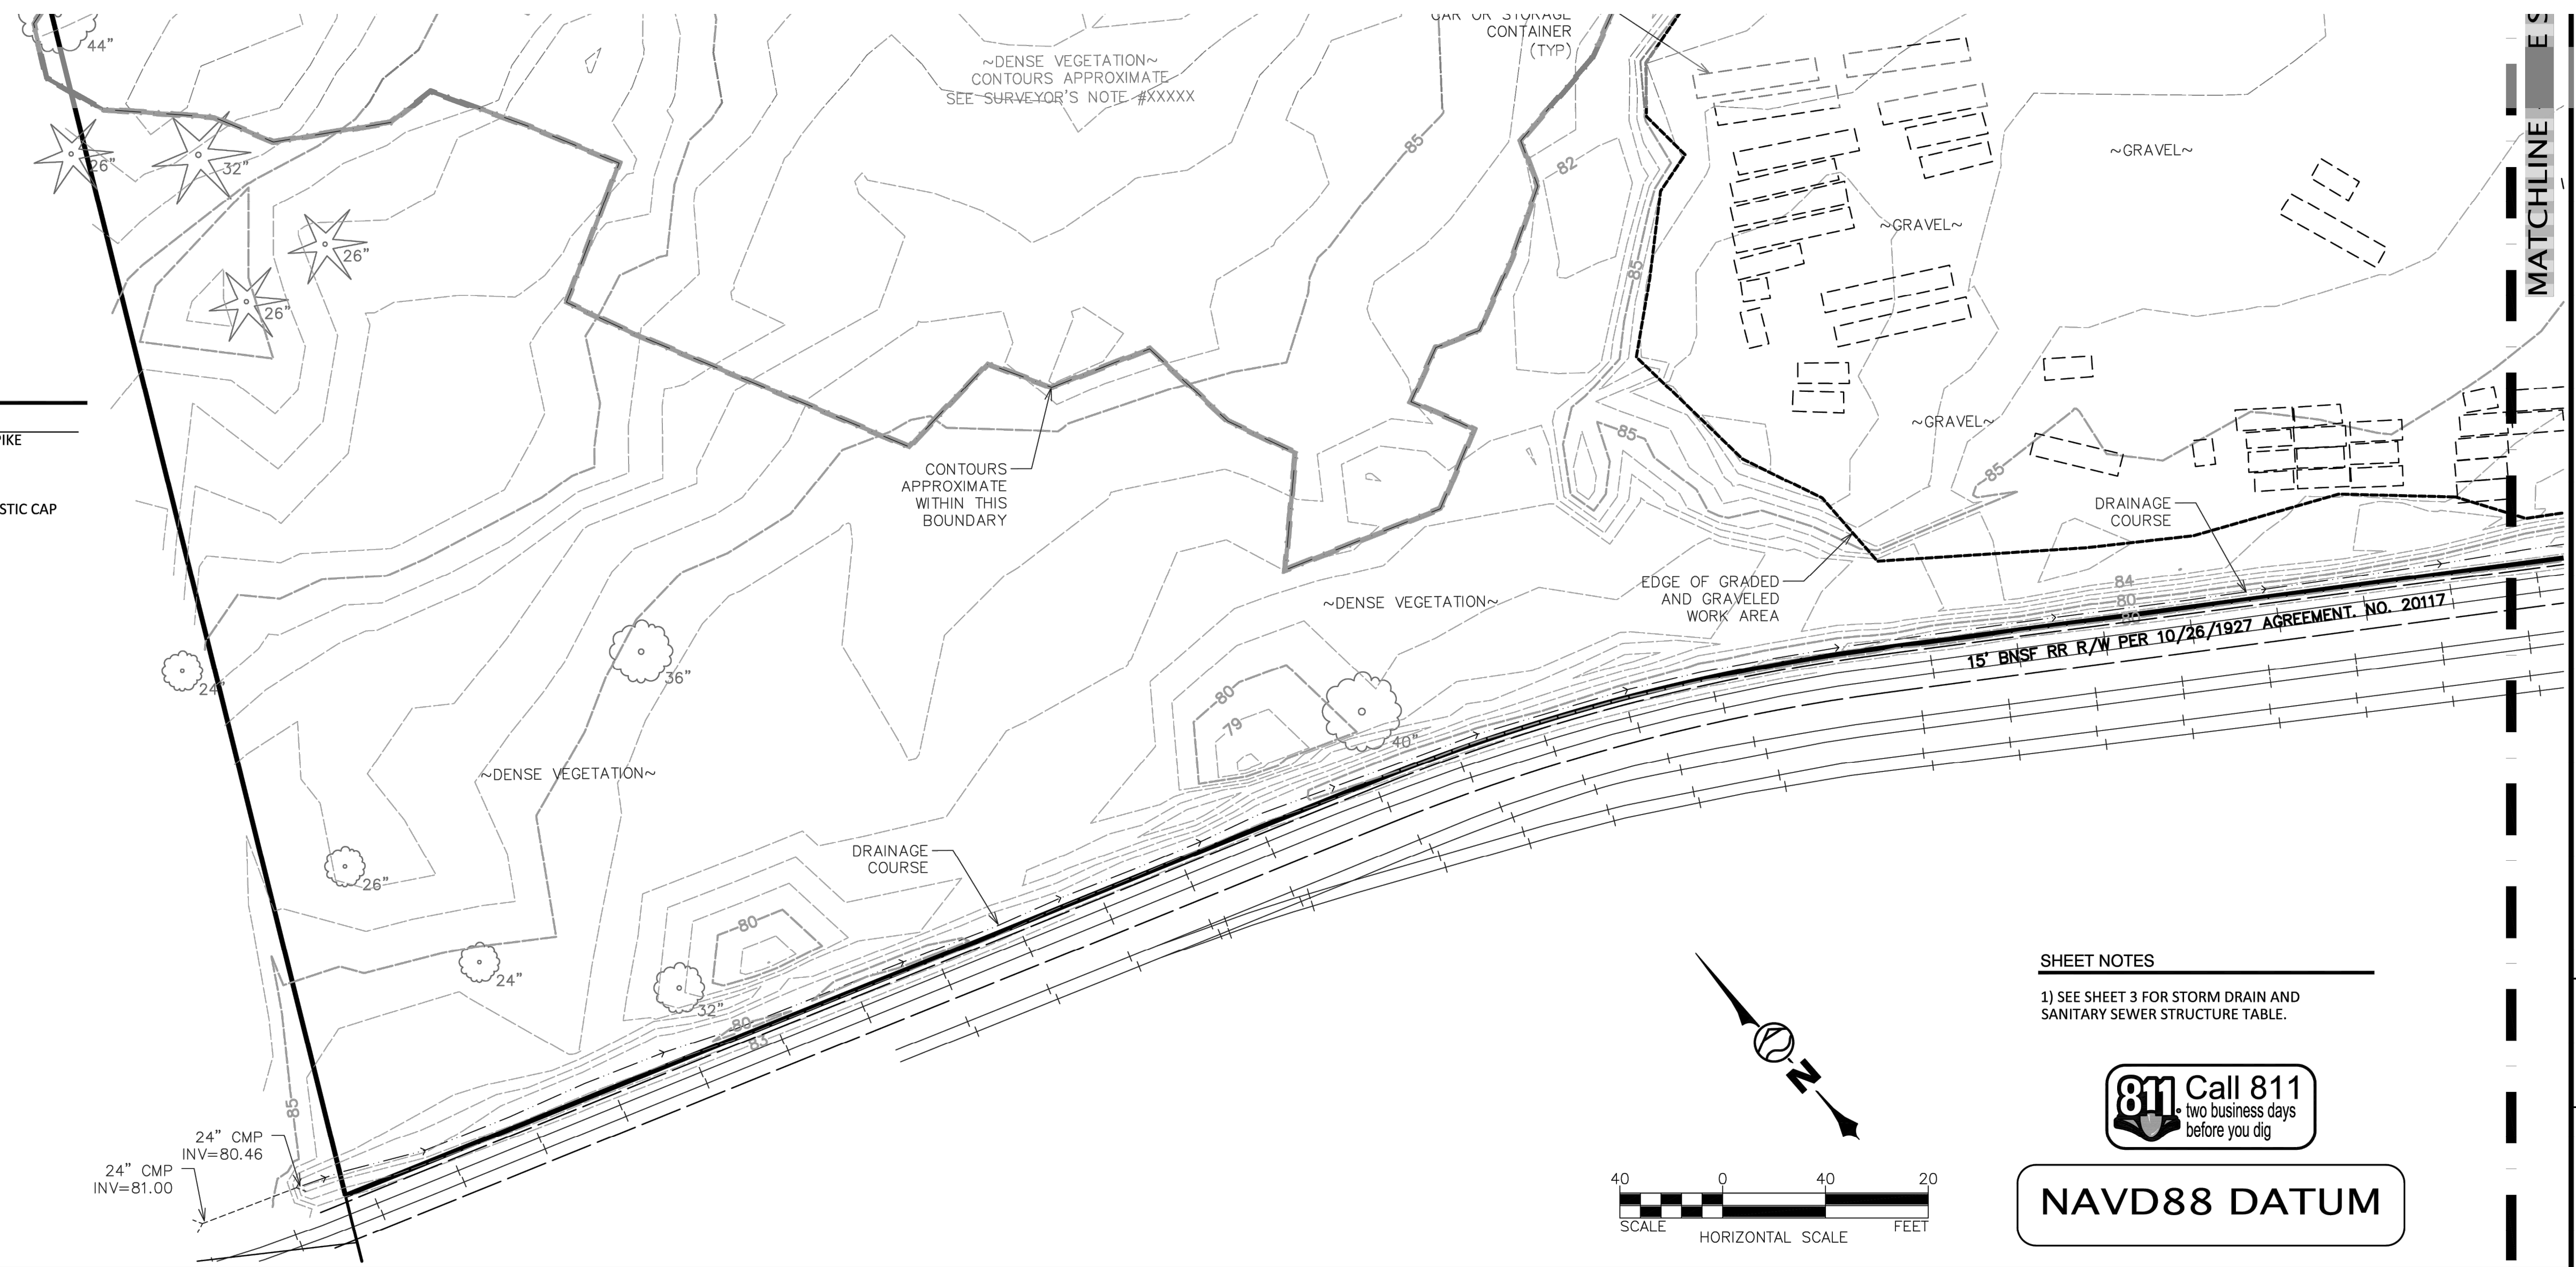 44"
~DENSE VEGETATION~
CONTOURS APPROXIMATE
SEE SURVEYOR'S NOTE #XXXXX
CAR OR STORAGE
CONTAINER
(TYP)
MATCHLINE
26"
32"
26"
26"
85
82
85
~GRAVEL~
~GRAVEL~
~GRAVEL~
STIC CAP
CONTOURS
APPROXIMATE
WITHIN THIS
BOUNDARY
85
85
DRAINAGE
COURSE
EDGE OF GRADED
AND GRAVELED
WORK AREA
~DENSE VEGETATION~
84
80
80
15' BNSF RR R/W PER 10/26/1927 AGREEMENT. NO. 20117
24"
36"
80
79
40"
~DENSE VEGETATION~
DRAINAGE
COURSE
26"
80
24"
32"
80
83
85
24" CMP
INV=80.46
24" CMP
INV=81.00
N
SHEET NOTES
1) SEE SHEET 3 FOR STORM DRAIN AND
SANITARY SEWER STRUCTURE TABLE.
811.
Call 811
two business days
before you dig
NAVD88 DATUM
40 0 40 20
SCALE FEET
HORIZONTAL SCALE